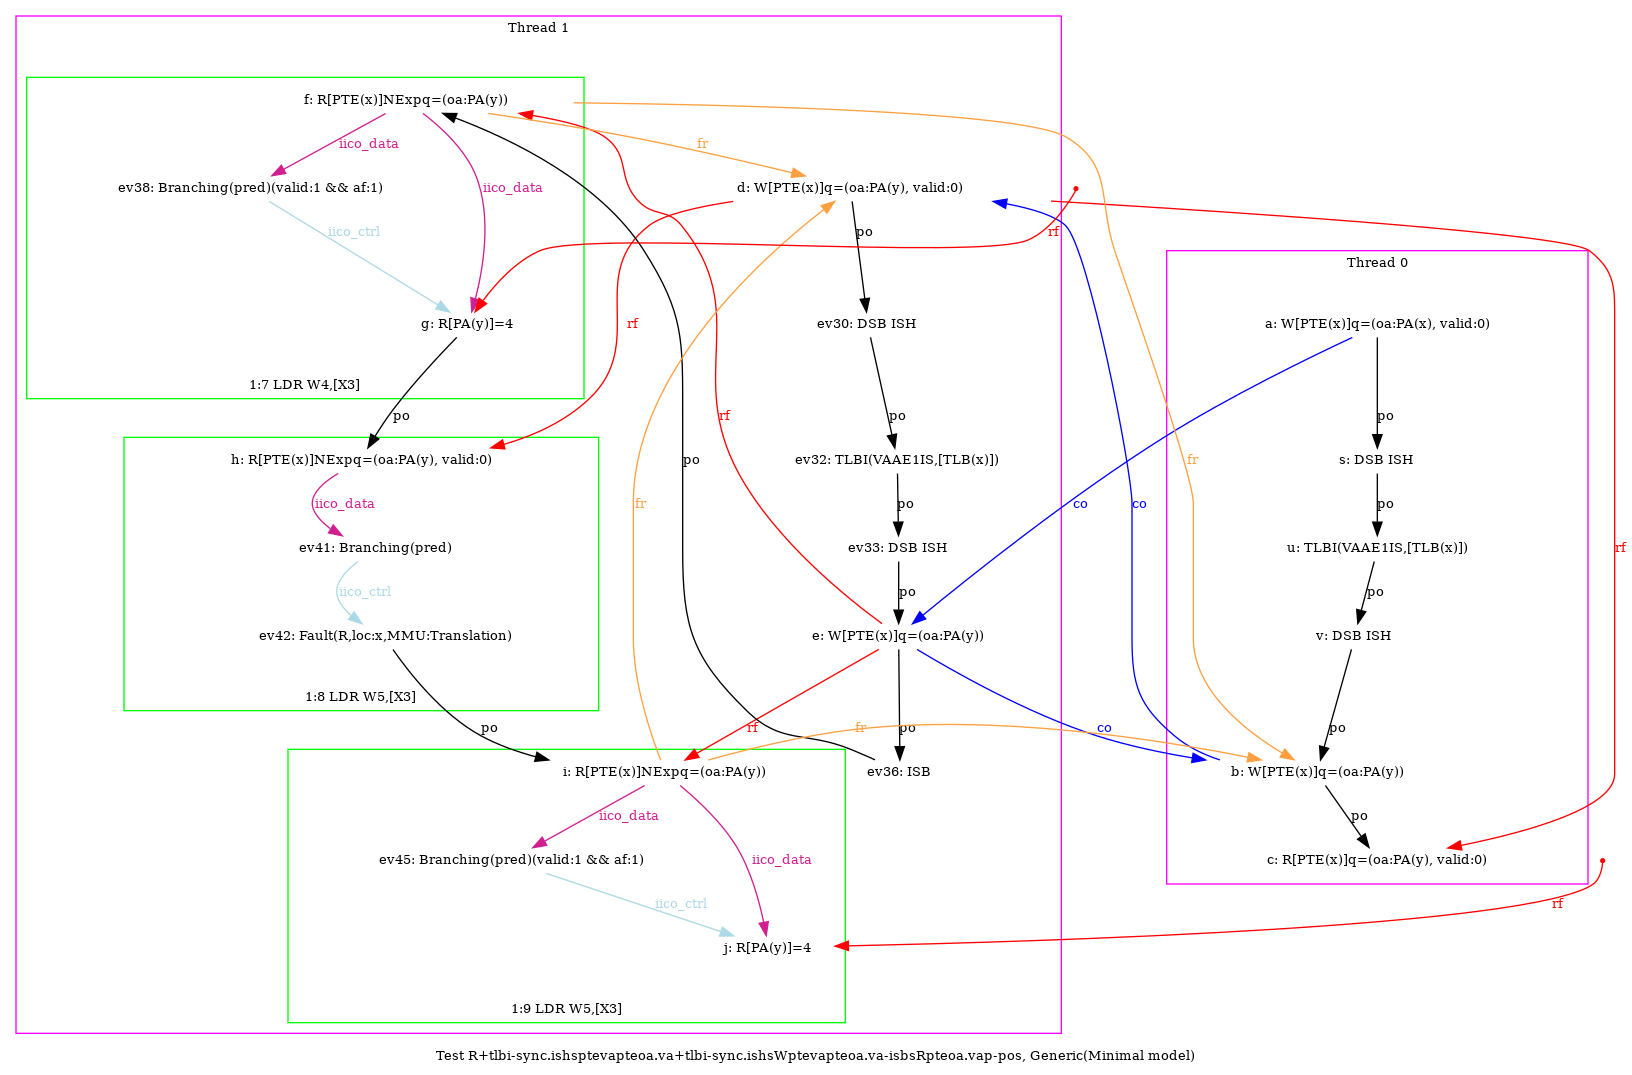 Thread 1
f: R[PTE(x)]NExpq=(oa:PA(y))
iico_data
fr
ev38: Branching(pred)(valid:1 && af:1)
iico_data
d: W[PTE(x)]q=(oa:PA(y), valid:0)
iico_ctrl
po
rf
Thread 0
g: R[PA(y)]=4
rf
ev30: DSB ISH
a: W[PTE(x)]q=(oa:PA(x), valid:0)
1:7 LDR W4,[X3]
po
rf
po
po
h: R[PTE(x)]NExpq=(oa:PA(y), valid:0)
po
ev32: TLBI(VAAE1IS,[TLB(x)])
fr
s: DSB ISH
iico_data
fr
po
co
co
po
ev41: Branching(pred)
ev33: DSB ISH
u: TLBI(VAAE1IS,[TLB(x)])
rf
iico_ctrl
po
po
ev42: Fault(R,loc:x,MMU:Translation)
e: W[PTE(x)]q=(oa:PA(y))
v: DSB ISH
1:8 LDR W5,[X3]
po
rf
fr
po
co
po
i: R[PTE(x)]NExpq=(oa:PA(y))
ev36: ISB
b: W[PTE(x)]q=(oa:PA(y))
iico_data
po
ev45: Branching(pred)(valid:1 && af:1)
iico_data
c: R[PTE(x)]q=(oa:PA(y), valid:0)
iico_ctrl
rf
j: R[PA(y)]=4
1:9 LDR W5,[X3]
Test R+tlbi-sync.ishsptevapteoa.va+tlbi-sync.ishsWptevapteoa.va-isbsRpteoa.vap-pos, Generic(Minimal model)